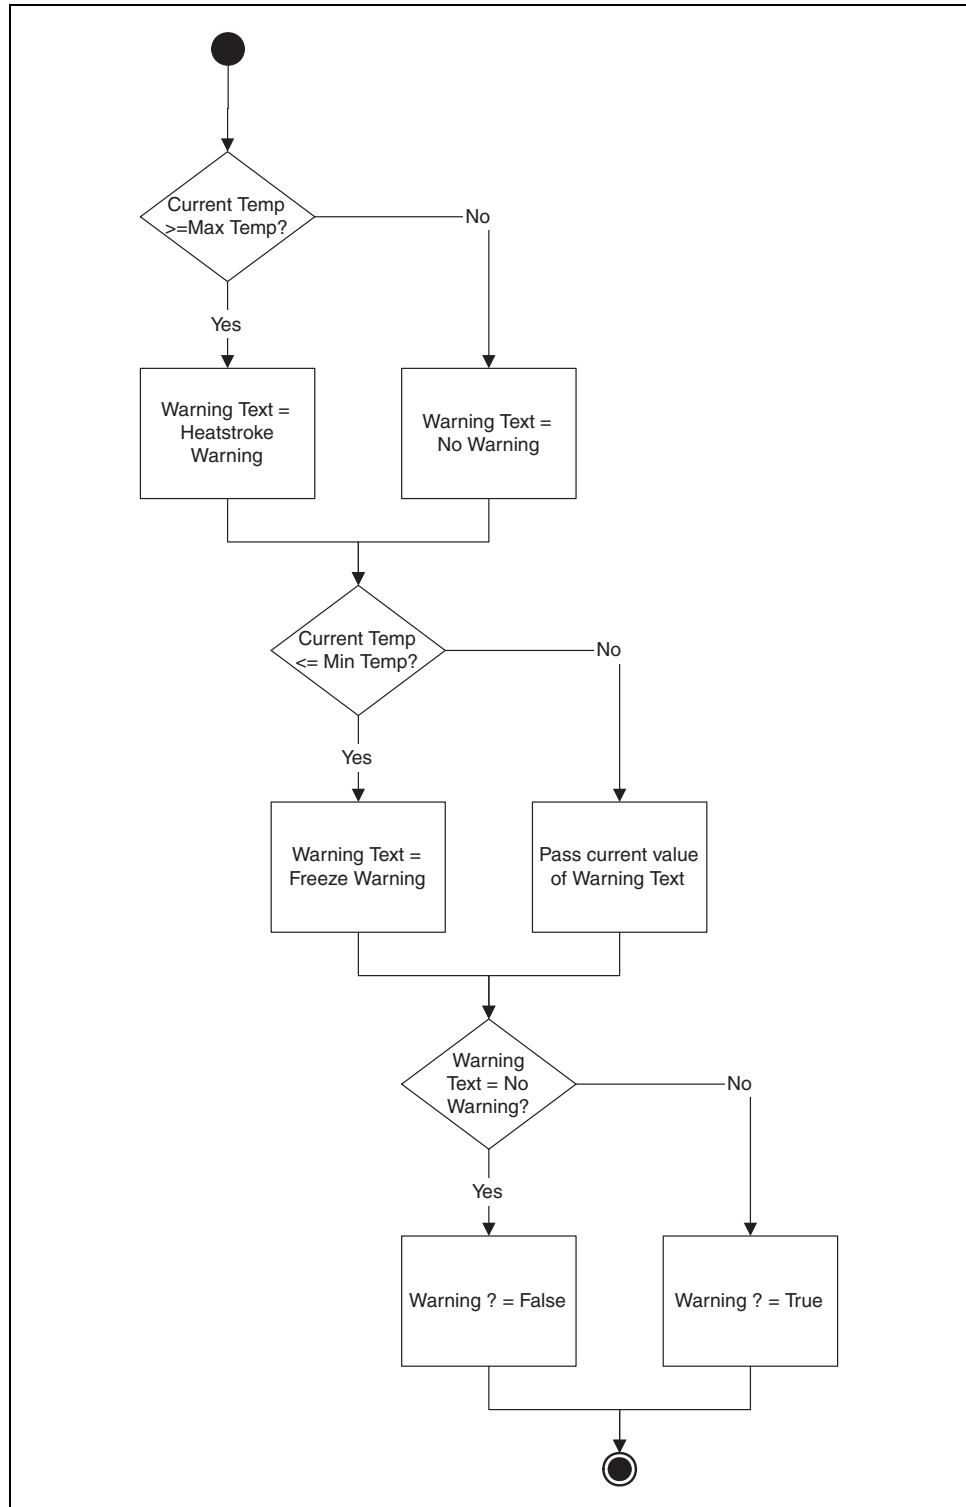 Current Temp
>=Max Temp?
No
Yes
Warning Text =
Heatstroke
Warning
Warning Text =
No Warning
Current Temp
<= Min Temp?
No
Yes
Warning Text =
Freeze Warning
Pass current value
of Warning Text
Warning
Text = No
Warning?
No
Yes
Warning ? = False
Warning ? = True